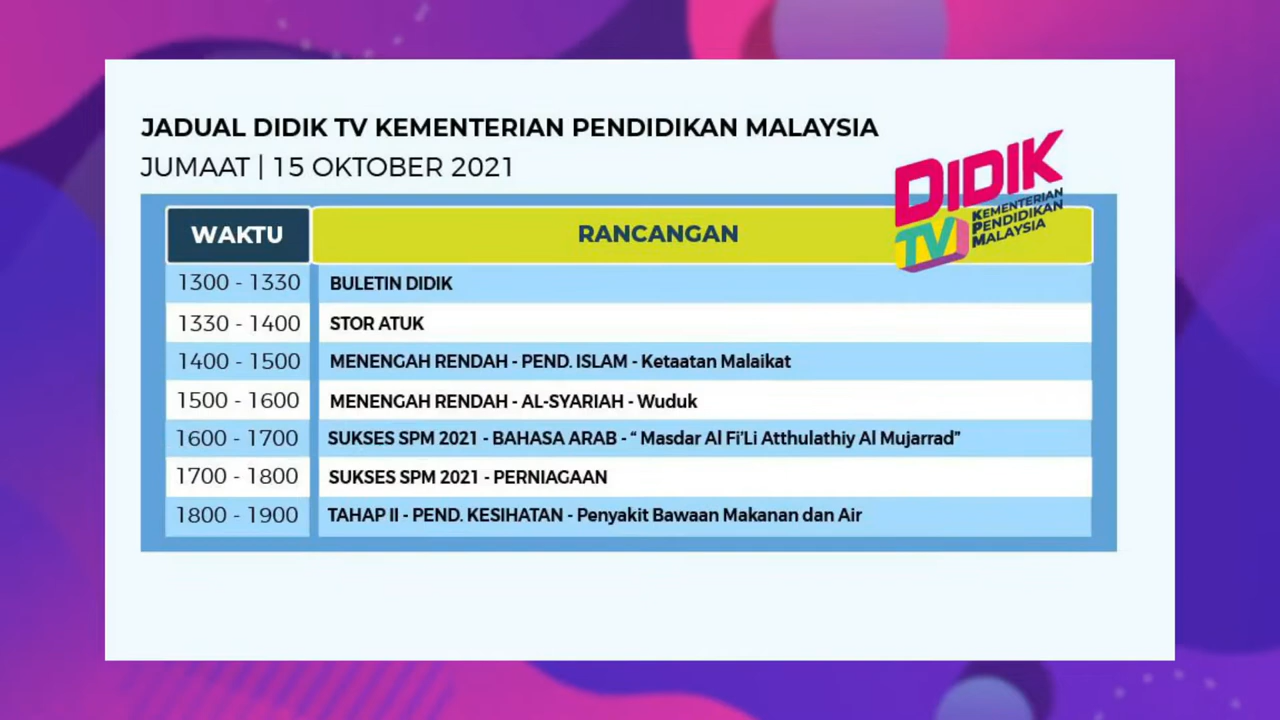 JADUAL DIDIK TV KEMENTERIAN PENDIDIKAN MALAYSIA
JUMAAT | 15 OKTOBER 2021
DIDIK
TV
KEMENTERIAN
PENDIDIKAN
MALAYSIA
WAKTU RANCANGAN
1300 - 1330 BULETIN DIDIK
1330 - 1400 STOR ATUK
1400 - 1500 MENENGAH RENDAH - PEND. ISLAM - Ketaatan Malaikat
1500 - 1600 MENENGAH RENDAH - AL-SYARIAH - Wuduk
1600 - 1700 SUKSES SPM 2021 - BAHASA ARAB - “ Masdar Al Fi’Li Atthulathiy Al Mujarrad”
1700 - 1800 SUKSES SPM 2021 - PERNIAGAAN
1800 - 1900 TAHAP II - PEND. KESIHATAN - Penyakit Bawaan Makanan dan Air